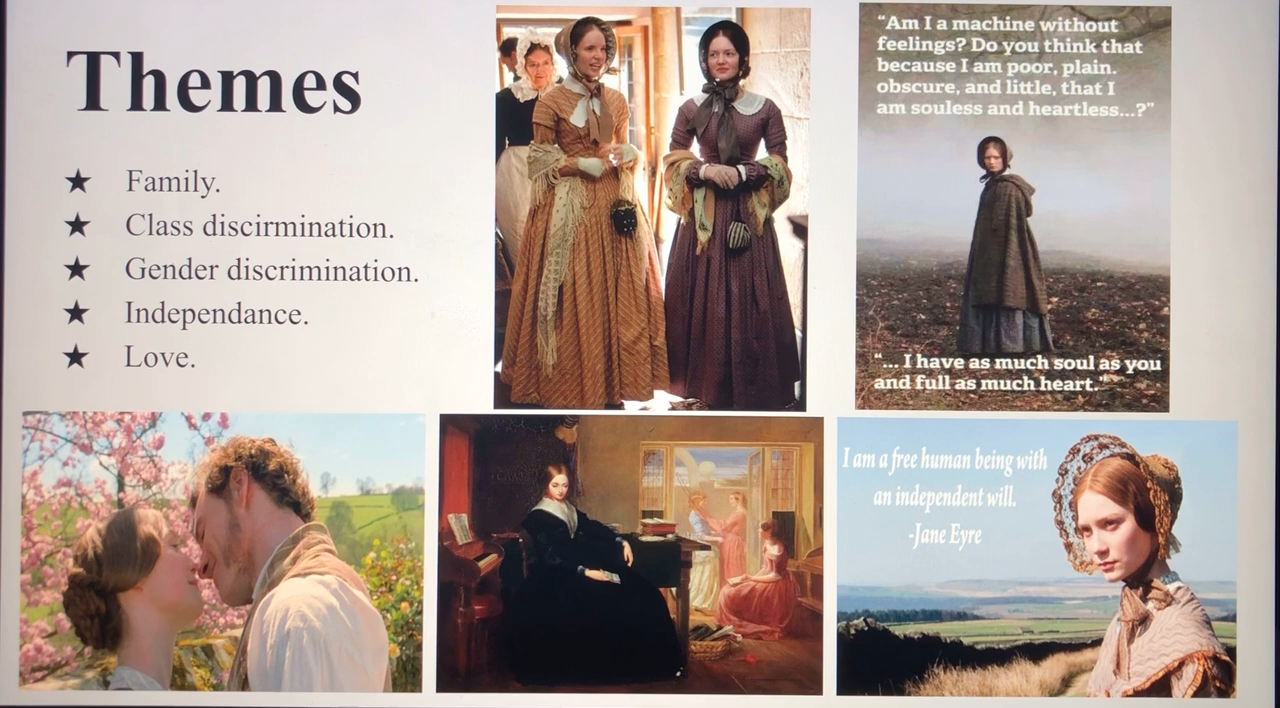 Themes
★ Family.
★ Class discirmination.
★ Gender discrimination.
★ Independance.
★ Love.
“Am I a machine without
feelings? Do you think that
because I am poor, plain.
obscure, and little, that I
am souless and heartless...?”
“... I have as much soul as you
and full as much heart.”
I am a free human being with
an independent will.
-Jane Eyre